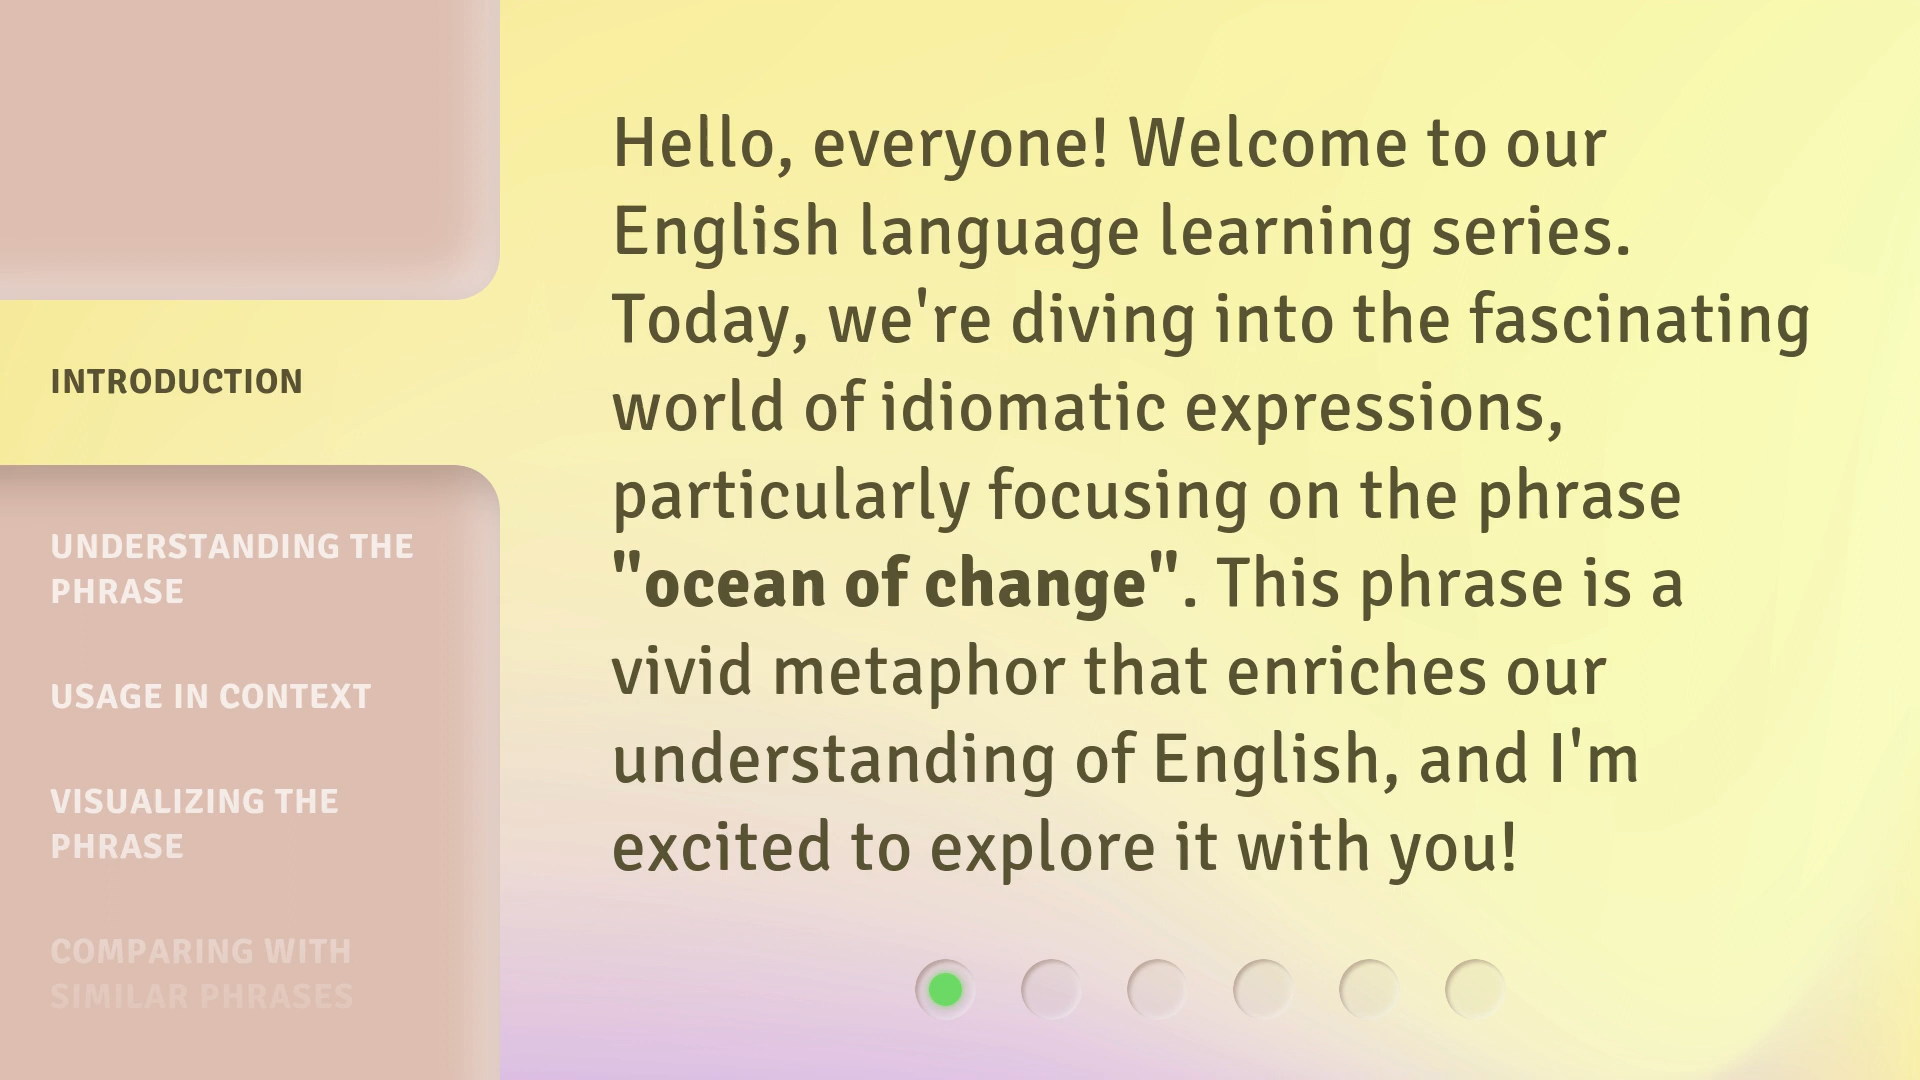 INTRODUCTION
UNDERSTANDING THE
PHRASE
USAGE IN CONTEXT
VISUALIZING THE
PHRASE
COMPARING WITH
SIMILAR PHRASES
Hello, everyone! Welcome to our
English language learning series.
Today, we're diving into the fascinating
world of idiomatic expressions,
particularly focusing on the phrase
"ocean of change". This phrase is a
vivid metaphor that enriches our
understanding of English, and I'm
excited to explore it with you!